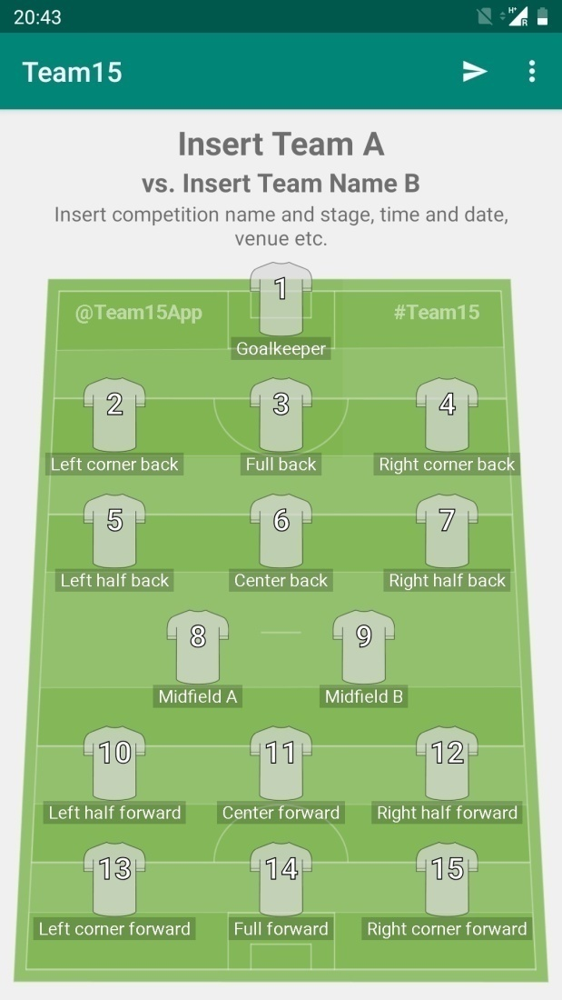 20:43
H+
R
Team15
Insert Team A
vs. Insert Team Name B
Insert competition name and stage, time and date,
venue etc.
@Team15App
#Team15
1
Goalkeeper
2
3
4
Left corner back
Full back
Right corner back
5
6
7
Left half back
Center back
Right half back
8
9
Midfield A
Midfield B
10
11
12
Left half forward
Center forward
Right half forward
13
14
15
Left corner forward
Full forward
Right corner forward